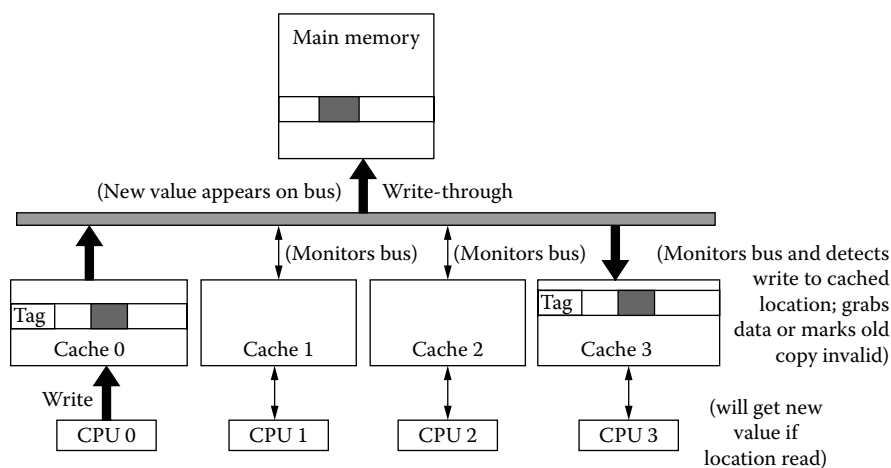 Main memory
(New value appears on bus)
Write-through
(Monitors bus)
(Monitors bus)
(Monitors bus and detects
write to cached
location; grabs
data or marks old
copy invalid)
Tag
Cache 0
Cache 1
Cache 2
Tag
Cache 3
Write
CPU 0
CPU 1
CPU 2
CPU 3
(will get new
value if
location read)